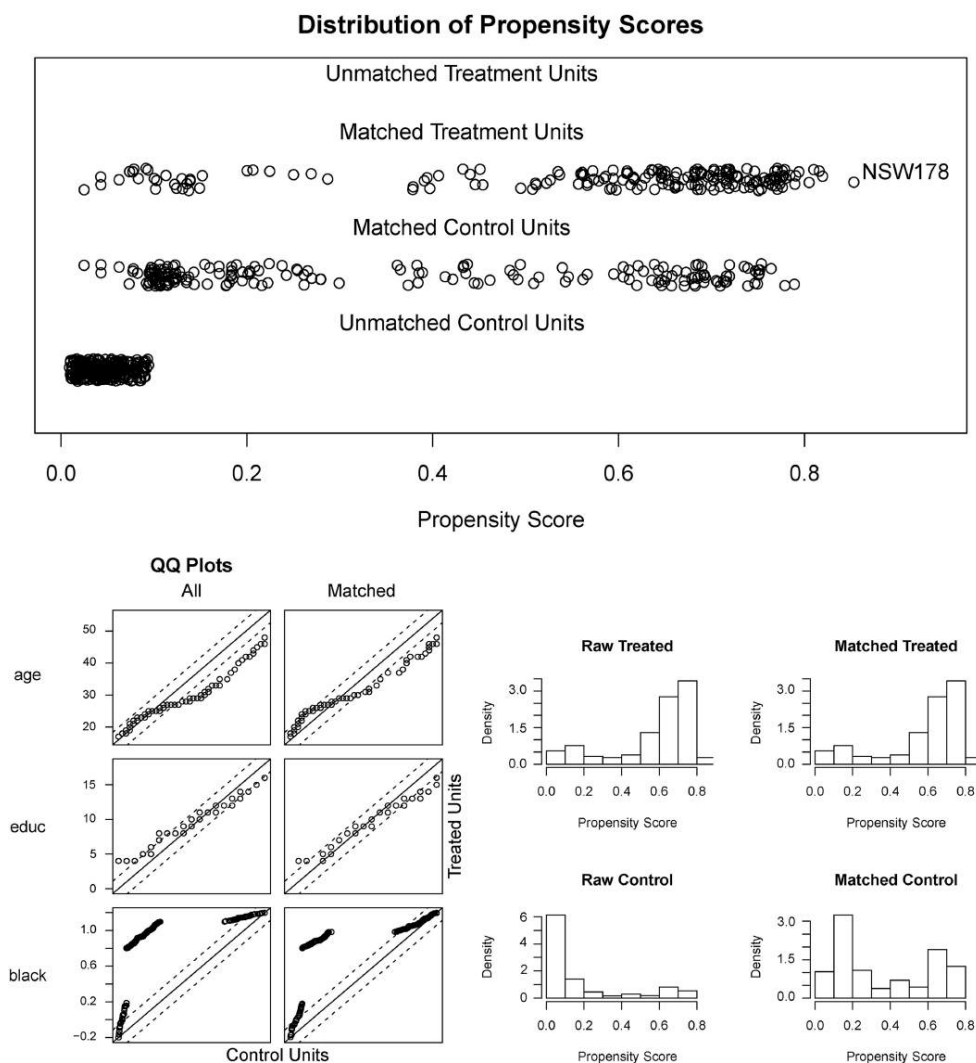 Distribution of Propensity Scores
Unmatched Treatment Units
Matched Treatment Units
NSW178
Matched Control Units
Unmatched Control Units
0.0 0.2 0.4 0.6 0.8
Propensity Score
QQ Plots
All Matched
age
50
40
30
20
educ
15
10
5
0
black
1.0
0.6
0.2
−0.2
Control Units
Treated Units
Raw Treated
Density
3.0
1.5
0.0
0.0 0.2 0.4 0.6 0.8
Propensity Score
Matched Treated
Density
3.0
1.5
0.0
0.0 0.2 0.4 0.6 0.8
Propensity Score
Raw Control
Density
6
4
2
0
0.0 0.2 0.4 0.6 0.8
Propensity Score
Matched Control
Density
3.0
1.5
0.0
0.0 0.2 0.4 0.6 0.8
Propensity Score